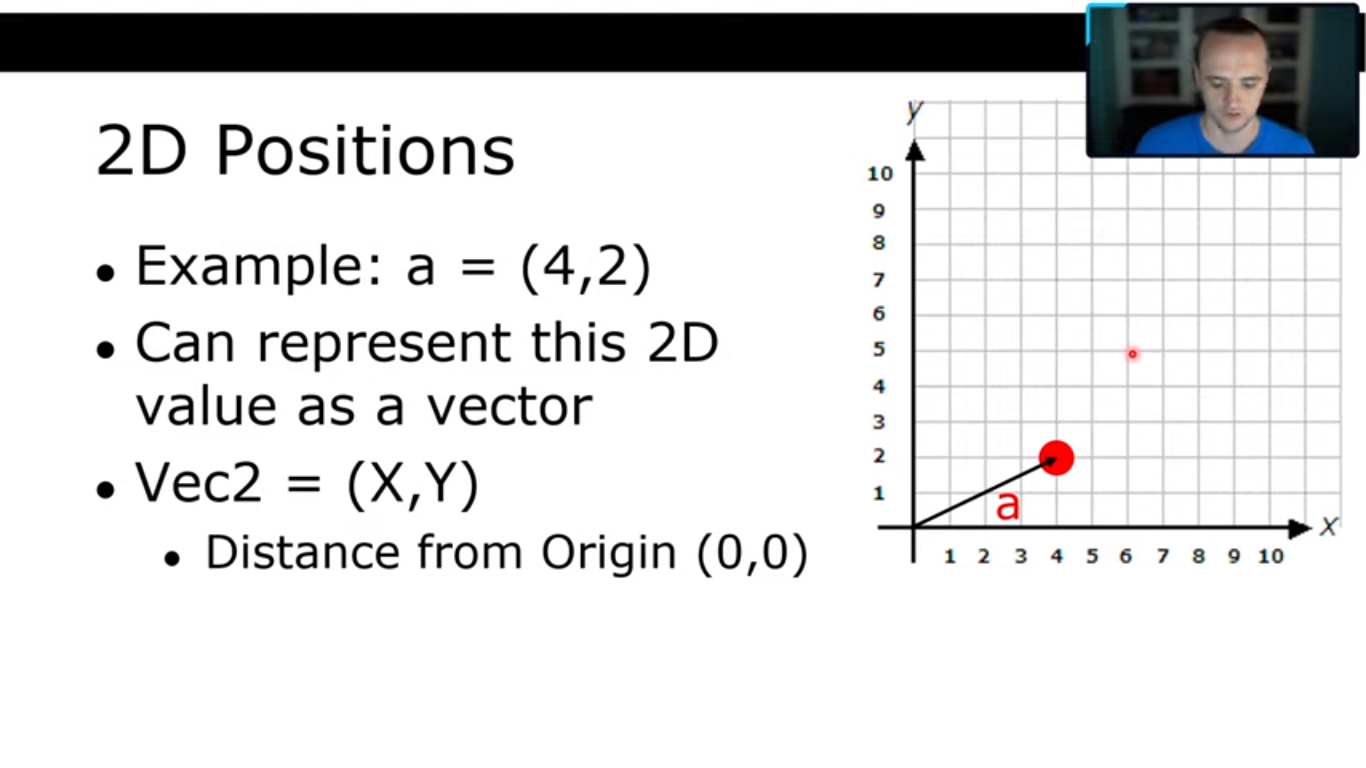 2D Positions
• Example: a = (4,2)
• Can represent this 2D
value as a vector
• Vec2 = (X,Y)
• Distance from Origin (0,0)
y
10
9
8
7
6
5
4
3
2
1
a
1 2 3 4 5 6 7 8 9 10
X